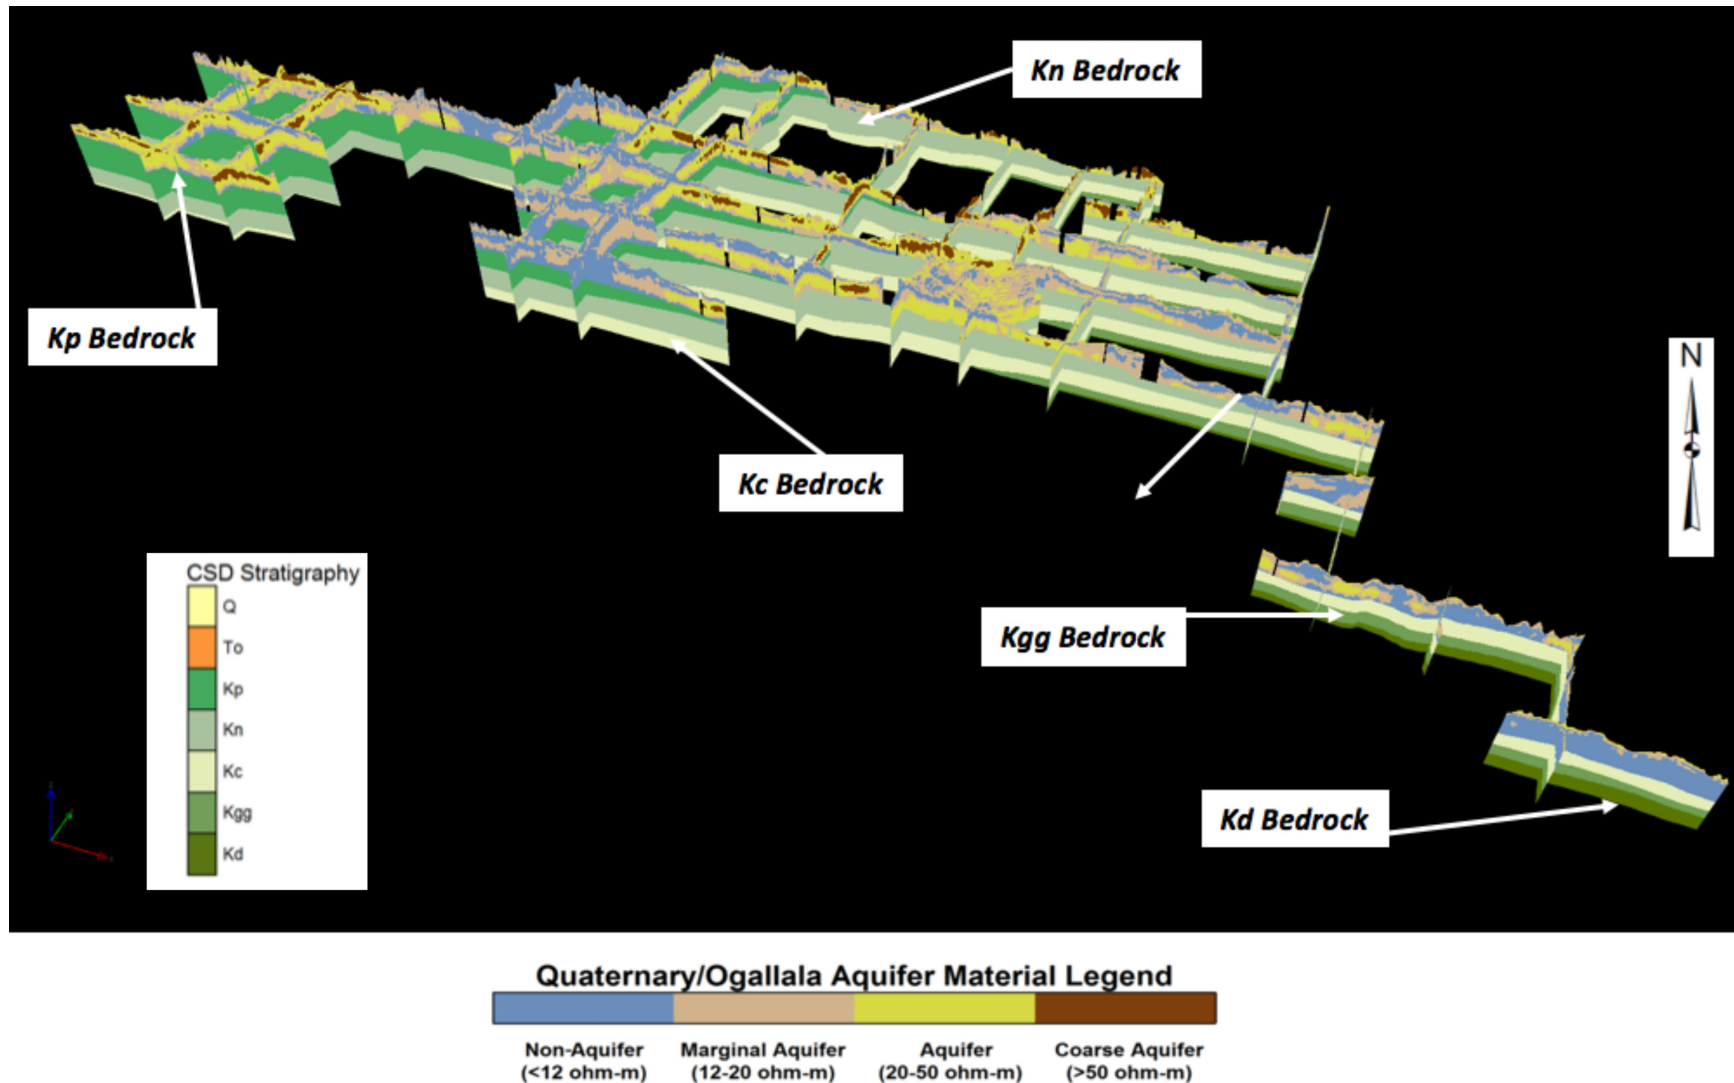 Kn Bedrock
Kp Bedrock
N
Kc Bedrock
CSD Stratigraphy
Q
To
Kp
Kn
Kc
Kgg
Kd
Kgg Bedrock
Kd Bedrock
Quaternary/Ogallala Aquifer Material Legend
Non-Aquifer Marginal Aquifer Aquifer Coarse Aquifer
(<12 ohm-m) (12-20 ohm-m) (20-50 ohm-m) (>50 ohm-m)